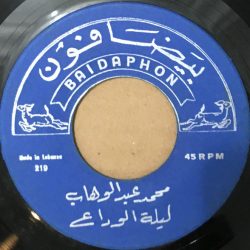 بيضافون
BAIDAPHON
Made in Lebanon
45 RPM
219
محمد عبد الوهاب
ليلة الوداع